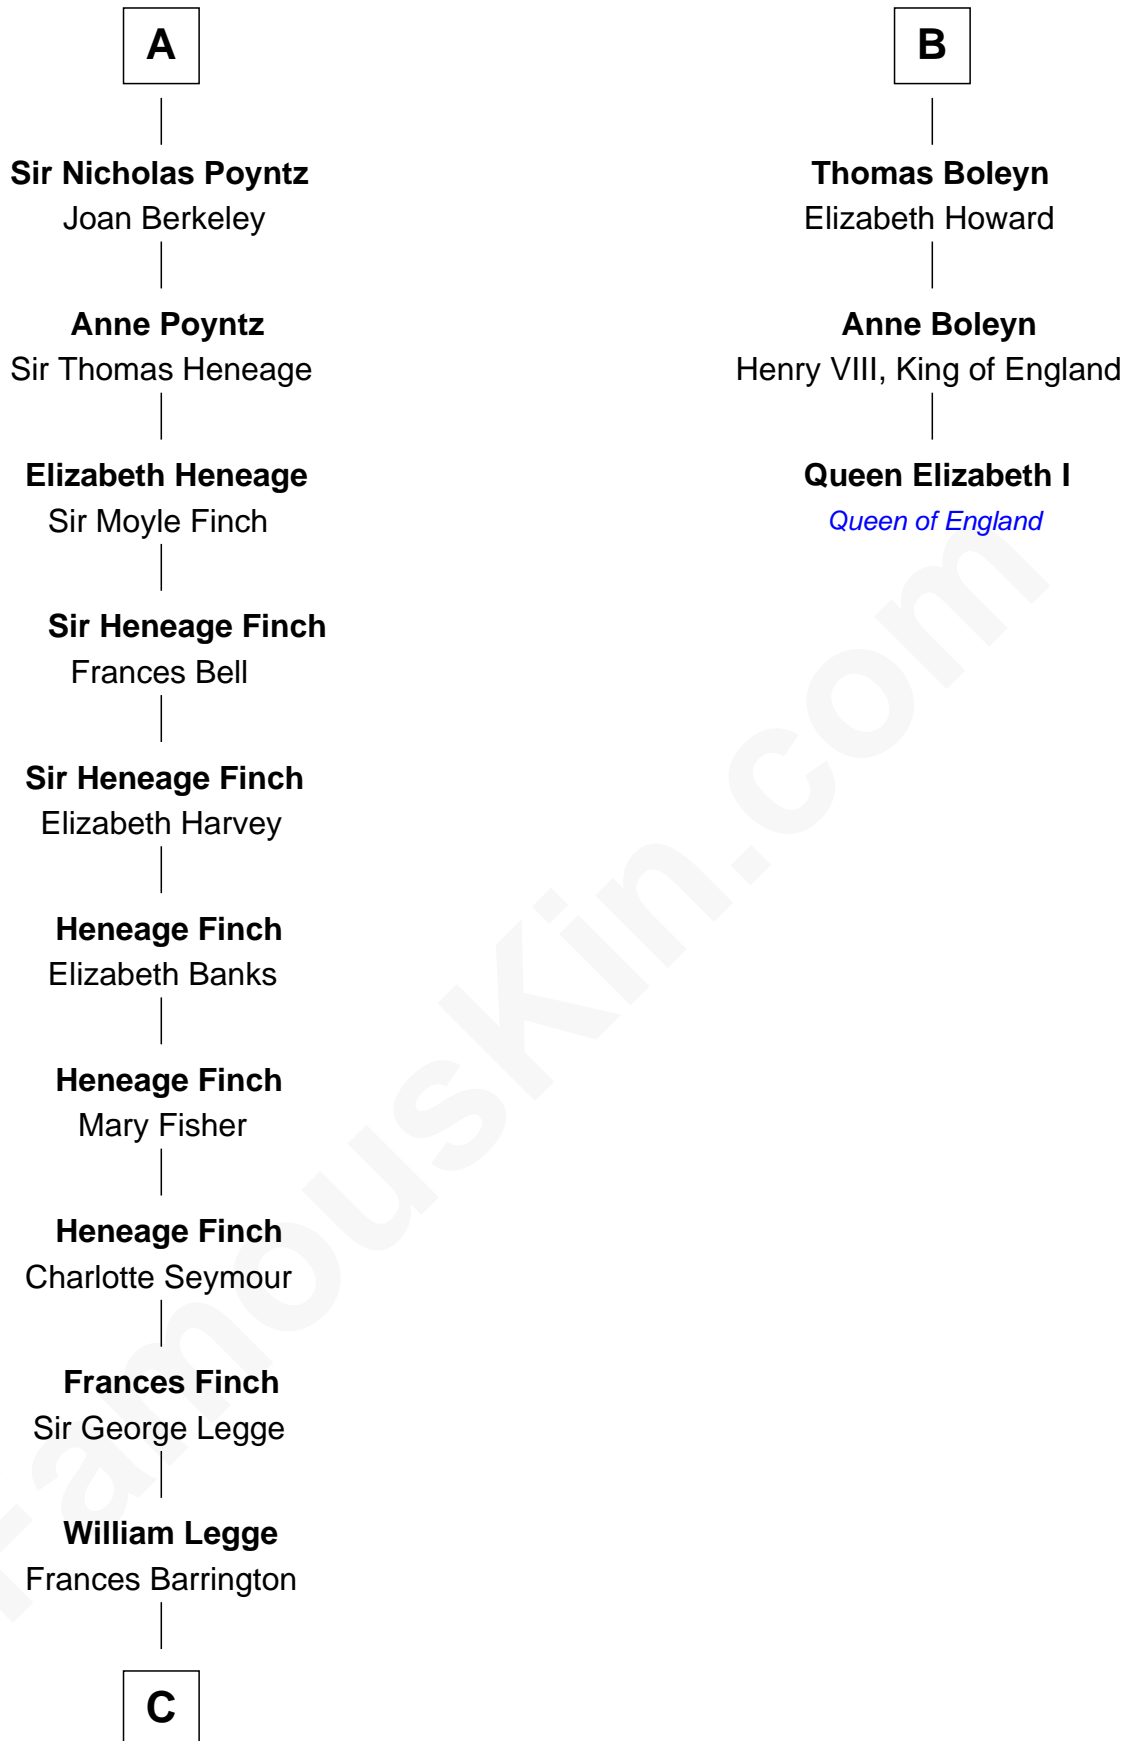 A
Sir Nicholas Poyntz
Joan Berkeley
Anne Poyntz
Sir Thomas Heneage
Elizabeth Heneage
Sir Moyle Finch
Sir Heneage Finch
Frances Bell
Sir Heneage Finch
Elizabeth Harvey
Heneage Finch
Elizabeth Banks
Heneage Finch
Mary Fisher
Heneage Finch
Charlotte Seymour
Frances Finch
Sir George Legge
William Legge
Frances Barrington
C
B
Thomas Boleyn
Elizabeth Howard
Anne Boleyn
Henry VIII, King of England
Queen Elizabeth I
Queen of England
FamousKin.com